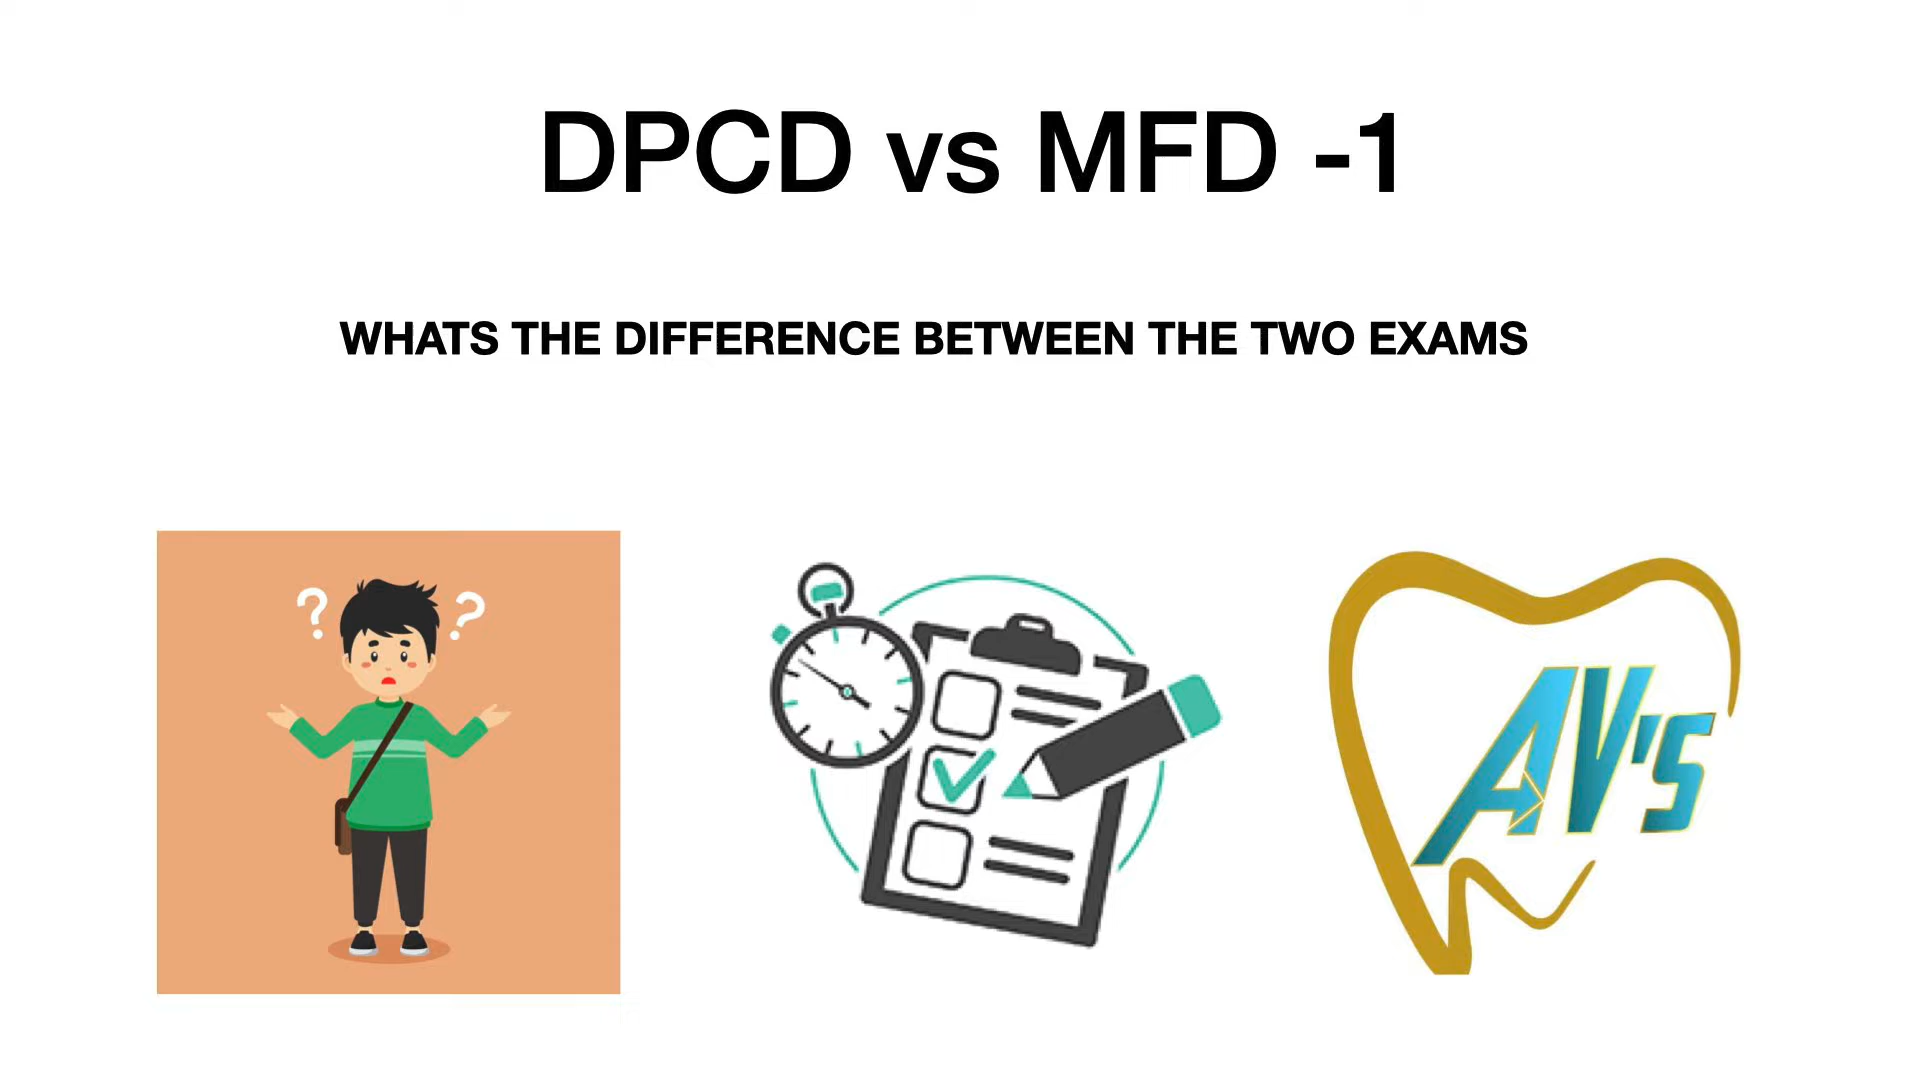 DPCD vs MFD -1
WHATS THE DIFFERENCE BETWEEN THE TWO EXAMS
? ?
AV'S